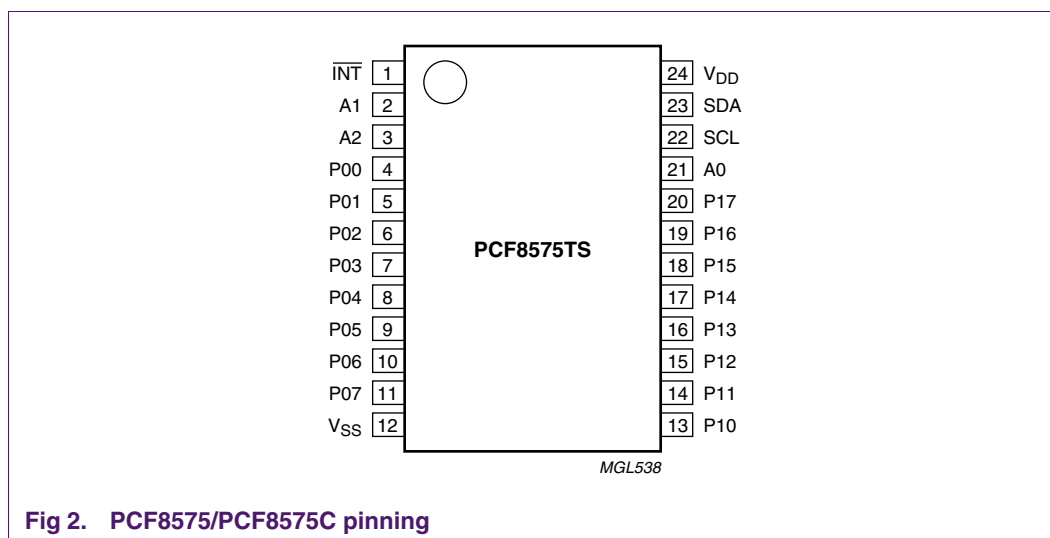 INT 1 24 VDD
A1 2 23 SDA
A2 3 22 SCL
P00 4 21 A0
P01 5 20 P17
P02 6 19 P16
PCF8575TS
P03 7 18 P15
P04 8 17 P14
P05 9 16 P13
P06 10 15 P12
P07 11 14 P11
VSS 12 13 P10
MGL538
Fig 2. PCF8575/PCF8575C pinning